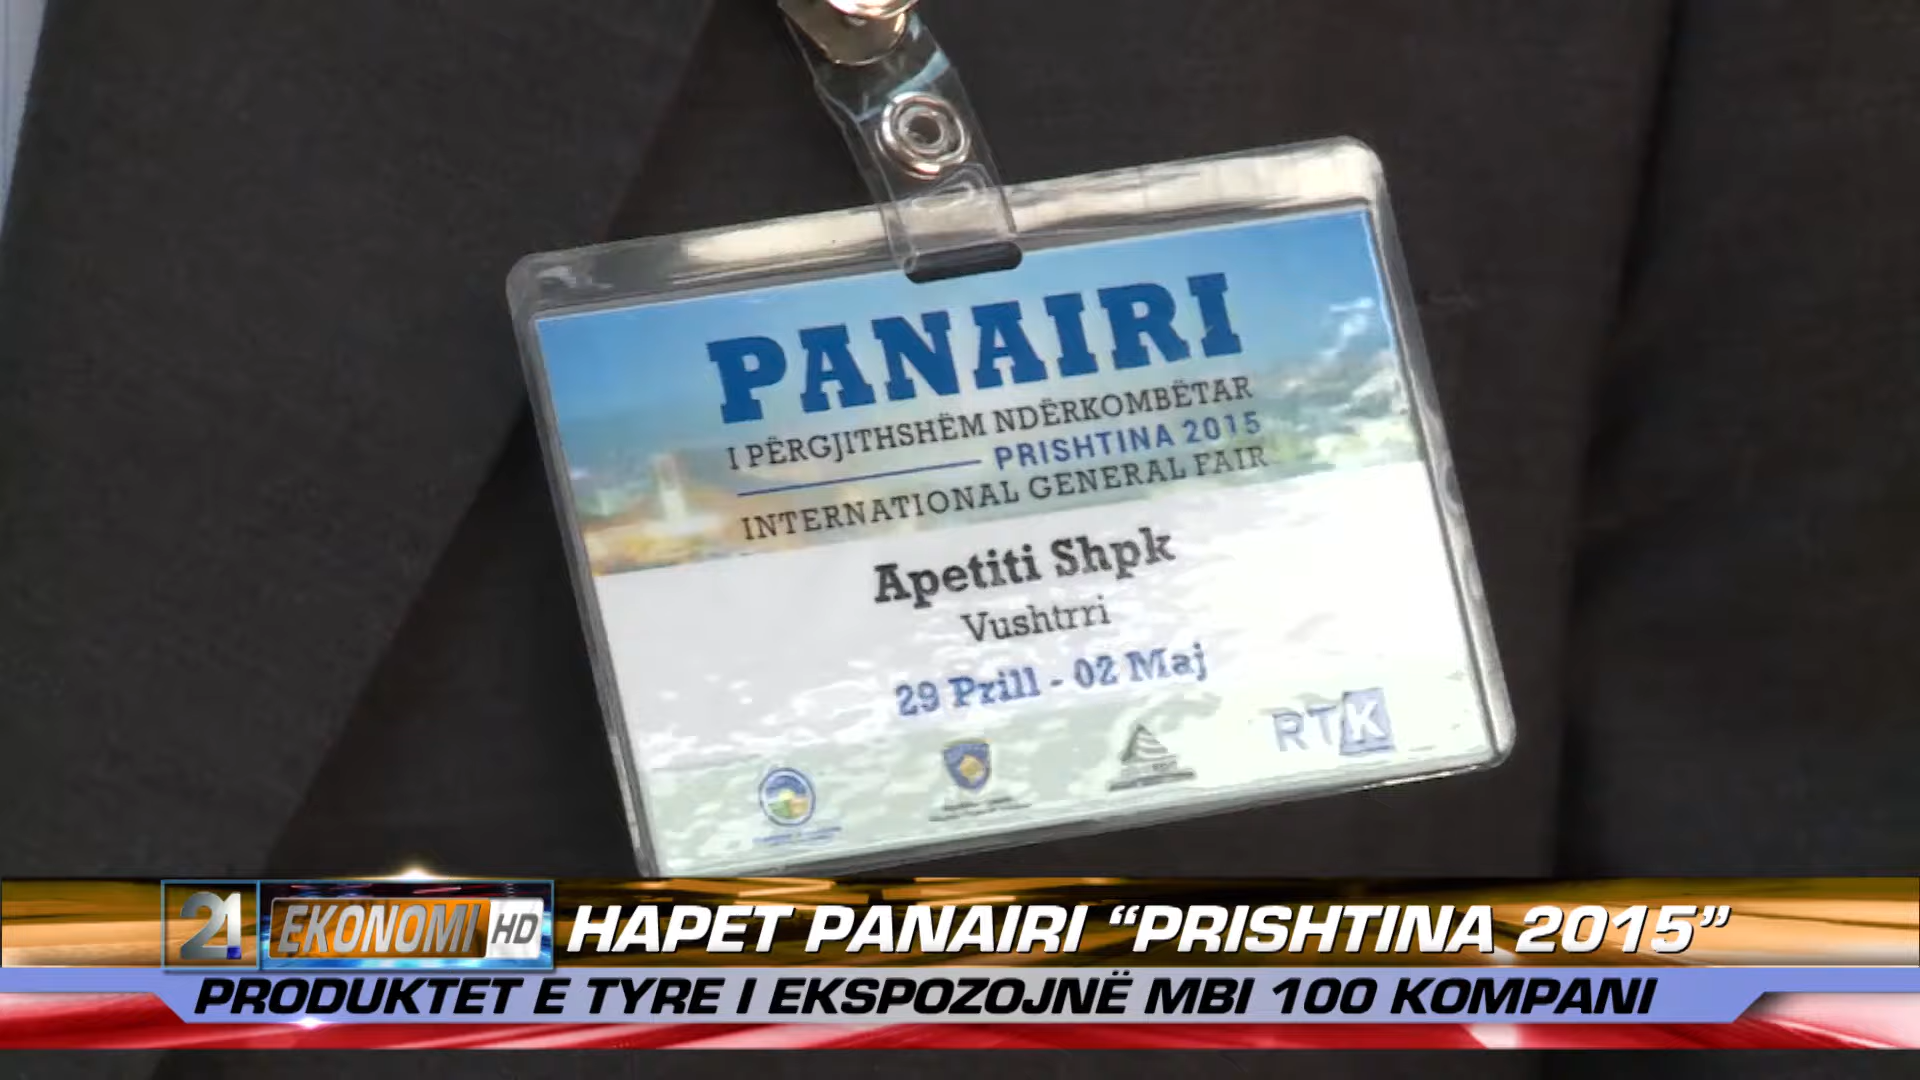 PANAIRI
I PËRGJITHSHËM NDËRKOMBËTAR
PRISHTINA 2015
INTERNATIONAL GENERAL FAIR
Apetiti Shpk
Vushtrri
29 Prill - 02 Maj
RTK
21 EKONOMI HD HAPET PANAIRI “PRISHTINA 2015”
PRODUKTET E TYRE I EKSPOZOJNË MBI 100 KOMPANI